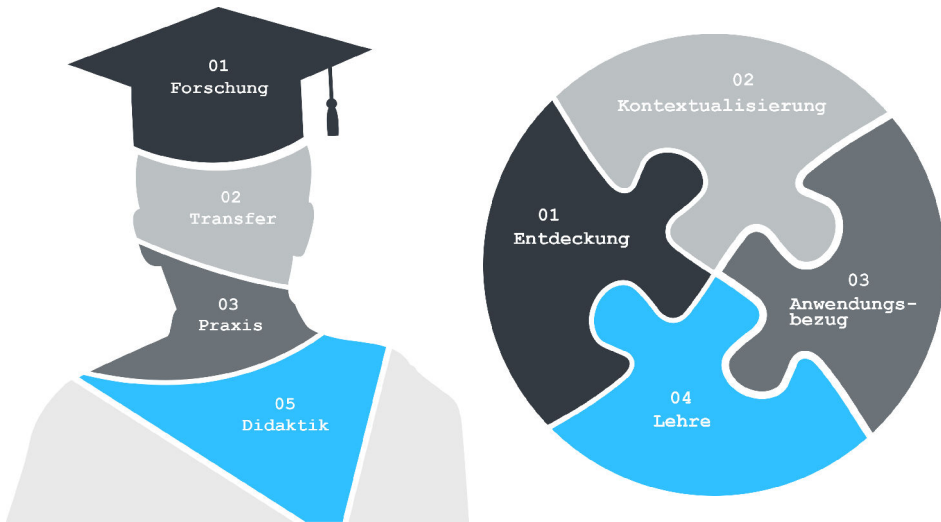 01
Forschung
02
Transfer
03
Praxis
05
Didaktik
01
Entdeckung
02
Kontextualisierung
03
Anwendungs-
bezug
04
Lehre